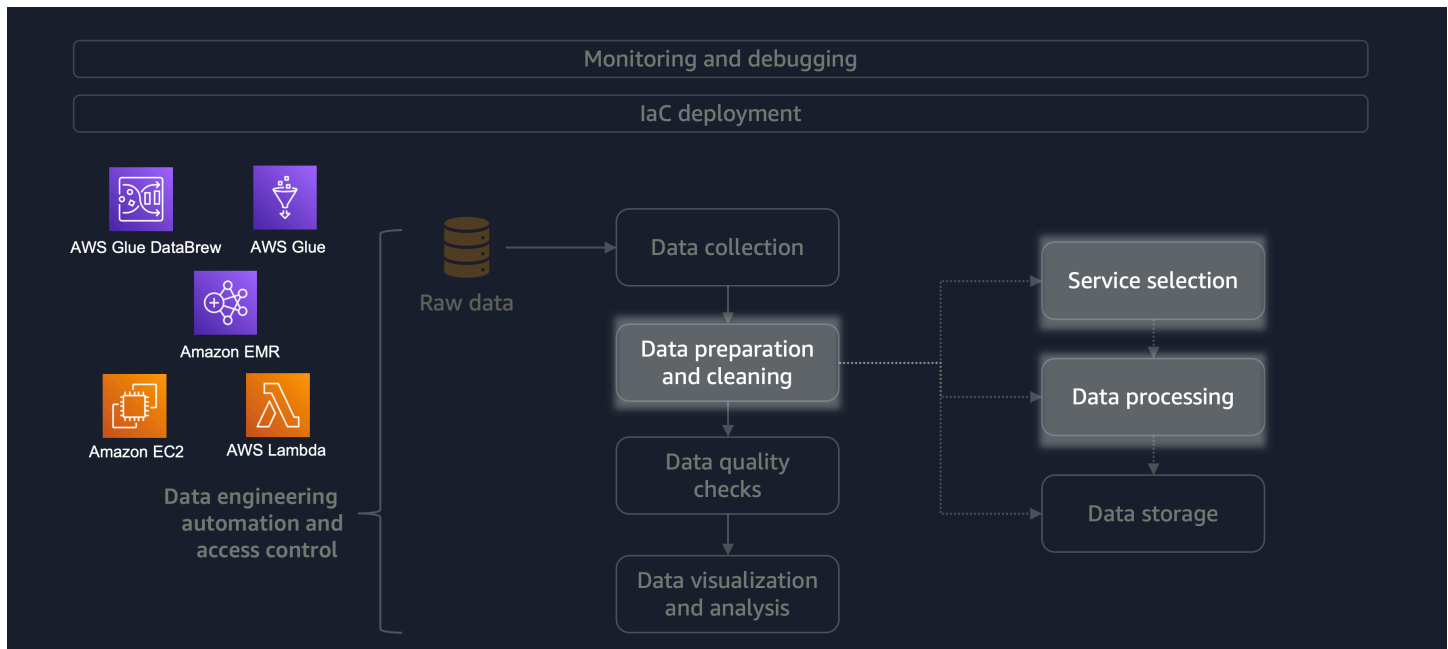 Monitoring and debugging
IaC deployment
AWS Glue DataBrew
AWS Glue
Amazon EMR
Amazon EC2
AWS Lambda
Data engineering
automation and
access control
Raw data
Data collection
Data preparation
and cleaning
Data quality
checks
Data visualization
and analysis
Service selection
Data processing
Data storage